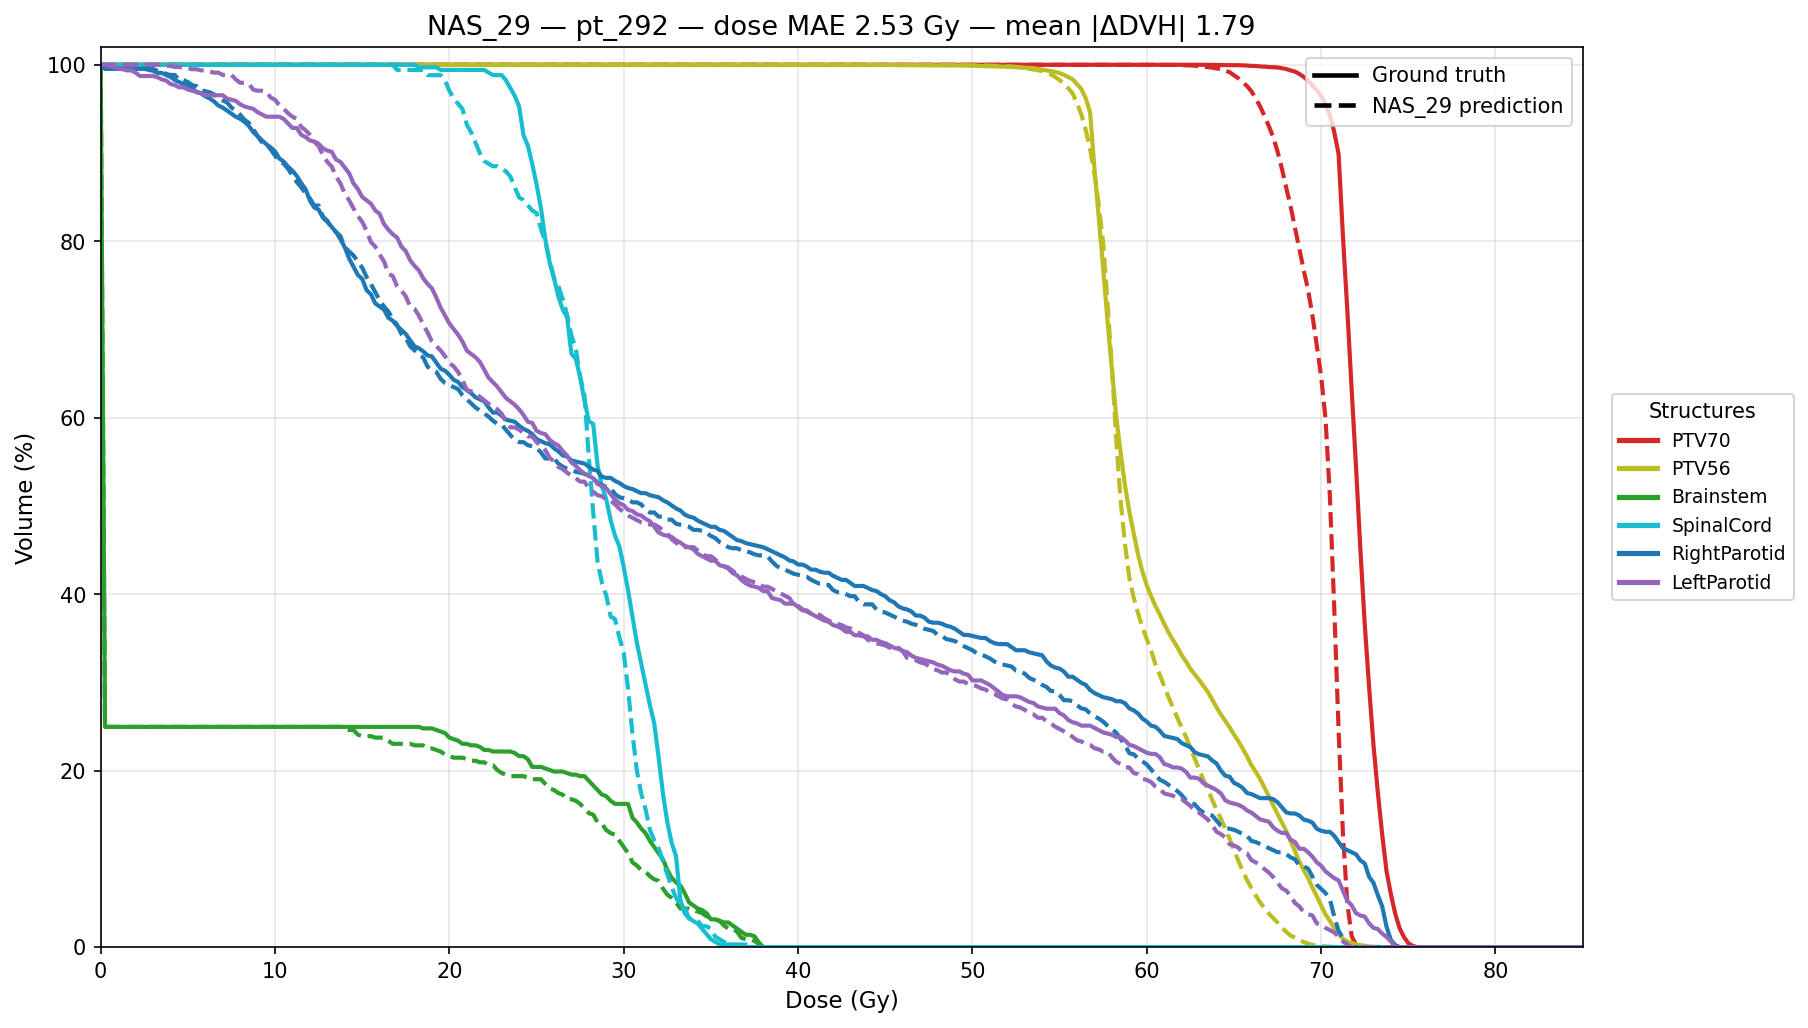 NAS_29 — pt_292 — dose MAE 2.53 Gy — mean |ΔDVH| 1.79
Ground truth
NAS_29 prediction
Volume (%)
100
80
60
40
20
0
0 10 20 30 40 50 60 70 80
Dose (Gy)
Structures
PTV70
PTV56
Brainstem
SpinalCord
RightParotid
LeftParotid